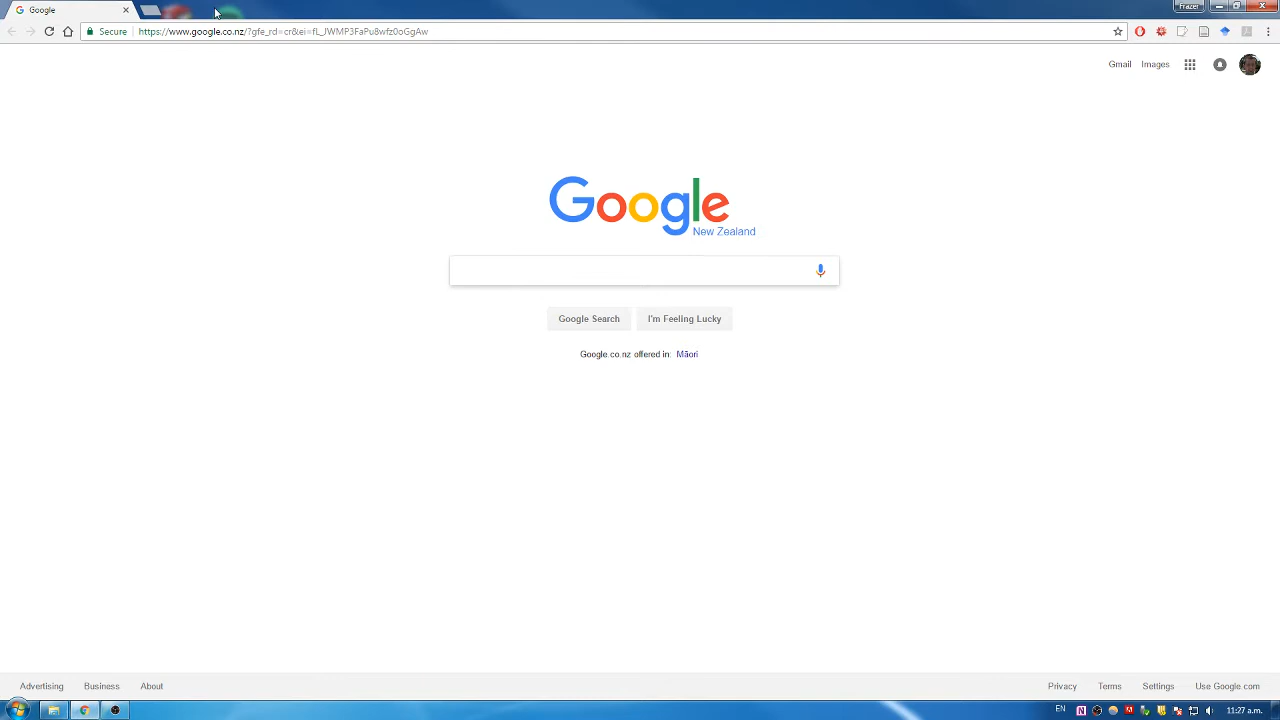 Google
Frazer
Secure
https://www.google.co.nz/?gfe_rd=cr&ei=fI_JWMP3FaPu8wfz0oGgAw
Gmail Images
Google
New Zealand
Google Search I'm Feeling Lucky
Google.co.nz offered in: Māori
Advertising Business About
Privacy Terms Settings Use Google.com
EN
11:27 a.m.